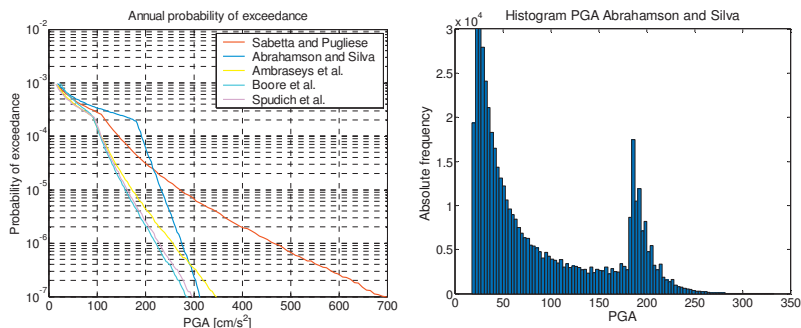 Annual probability of exceedance
10^-2
10^-3
10^-4
10^-5
10^-6
10^-7
Probability of exceedance
Sabetta and Pugliese
Abrahamson and Silva
Ambraseys et al.
Boore et al.
Spudich et al.
0 100 200 300 400 500 600 700
PGA [cm/s^2]
Histogram PGA Abrahamson and Silva
3 x 10^4
2.5
2
1.5
1
0.5
0
Absolute frequency
0 50 100 150 200 250 300 350
PGA